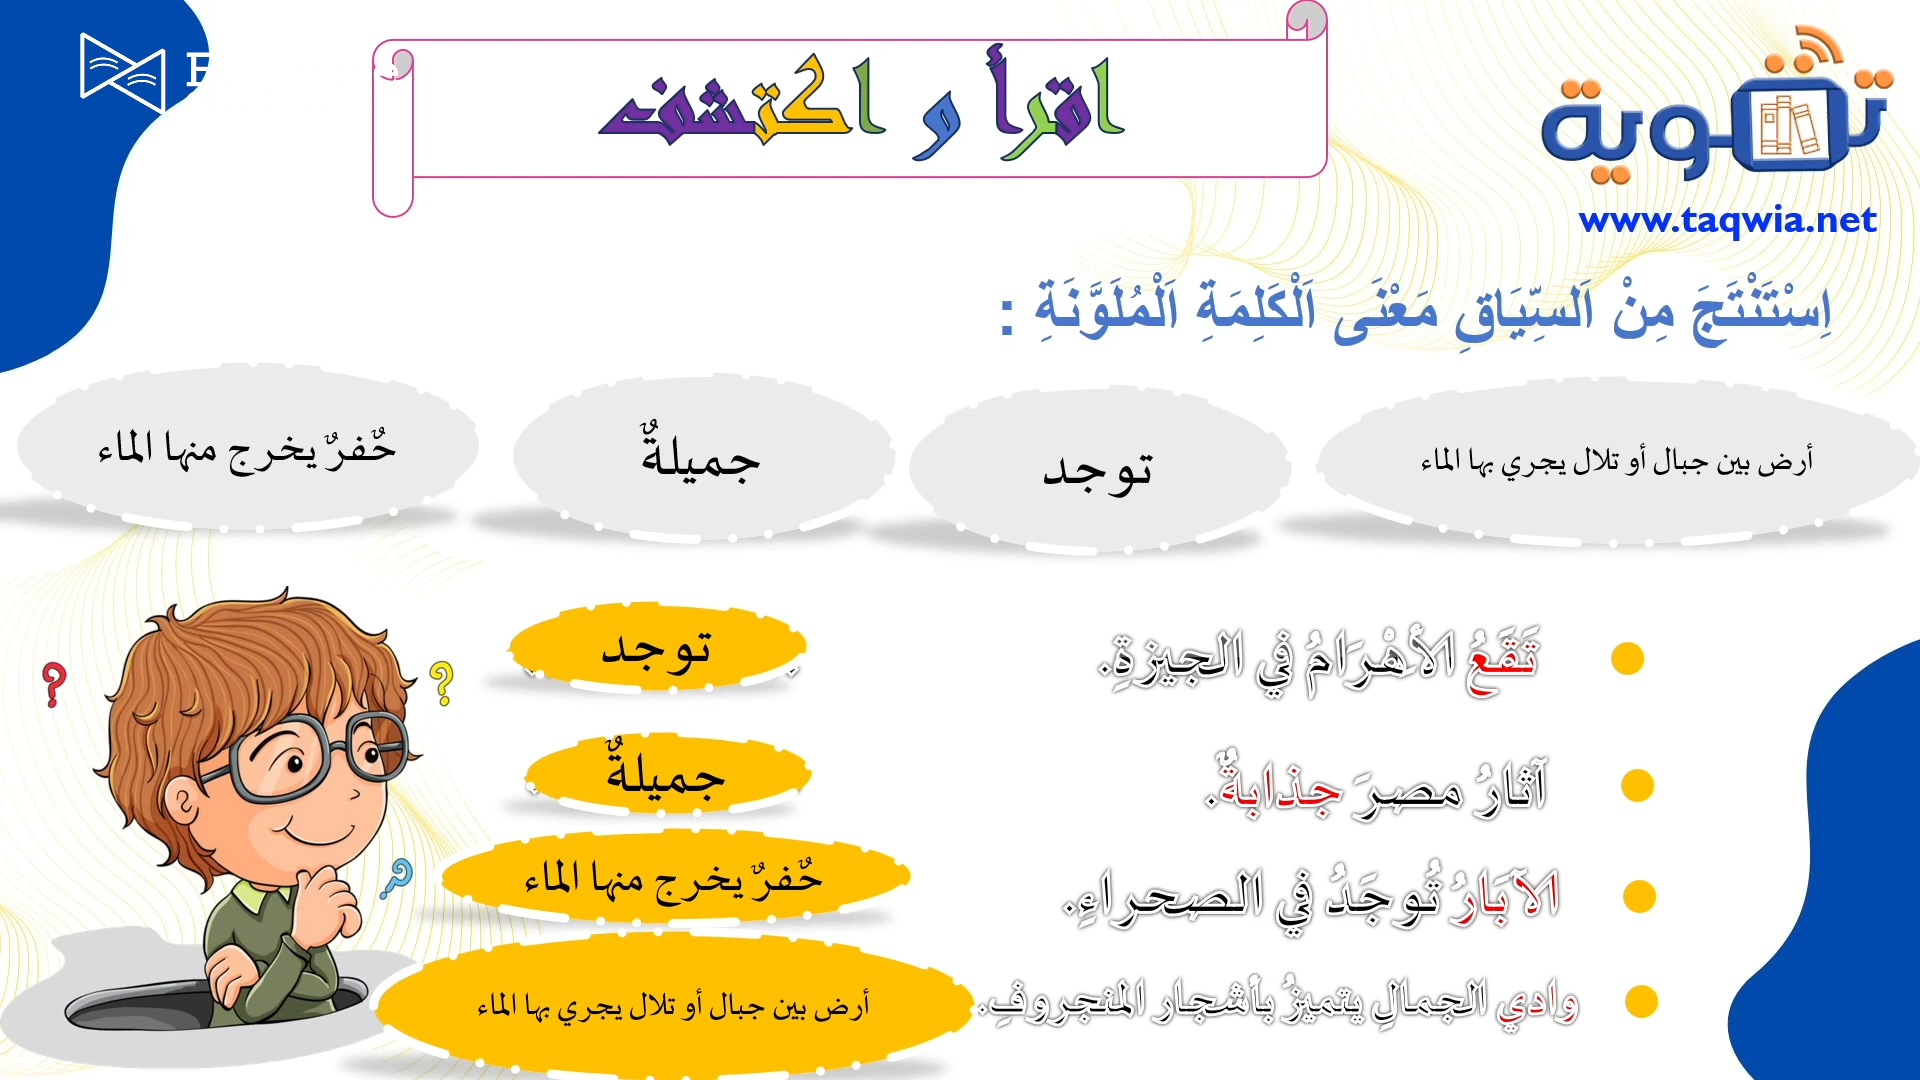 اقرأ و اكتشف
تقوية
www.taqwia.net
اِسْتَنْتَجَ مِنْ اَلسِّيَاقِ مَعْنَى اَلْكَلِمَةِ اَلْمُلَوَّنَةِ :
أرض بين جبال أو تلال يجري بها الماء
توجد
جميلةٌ
حُفرٌ يخرج منها الماء
تَقَعُ الأهْرَامُ في الجيزةِ.
توجد
آثارُ مصرَ جذابةٌ.
جميلةٌ
الآبَارُ تُوجَدُ في الصحراءِ.
حُفرٌ يخرج منها الماء
وادي الجمالِ يتميزُ بأشجار المنجروفِ.
أرض بين جبال أو تلال يجري بها الماء